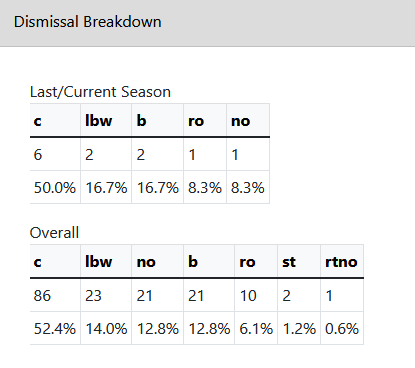 Dismissal Breakdown
Last/Current Season
c lbw b ro no
6 2 2 1 1
50.0% 16.7% 16.7% 8.3% 8.3%
Overall
c lbw no b ro st rtno
86 23 21 21 10 2 1
52.4% 14.0% 12.8% 12.8% 6.1% 1.2% 0.6%